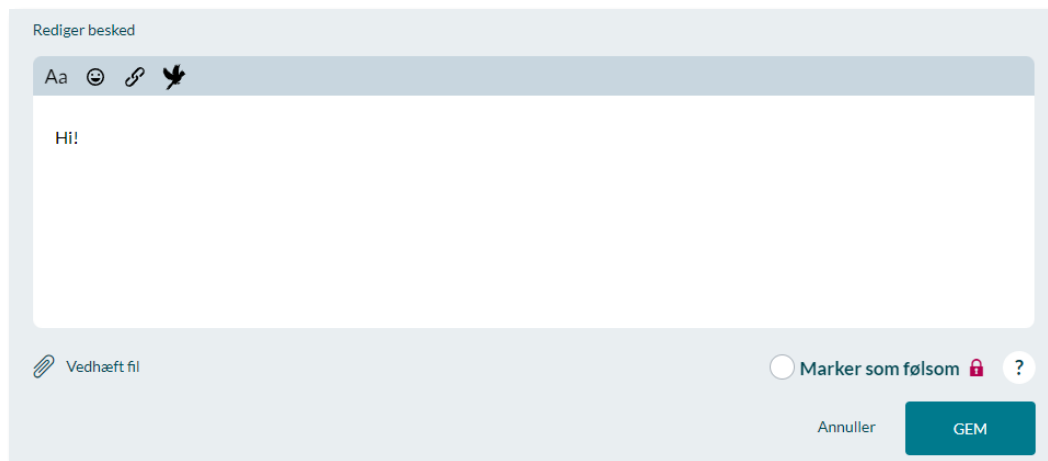 Rediger besked
Aa
Hi!
Vedhæft fil
Marker som følsom ?
Annuller GEM